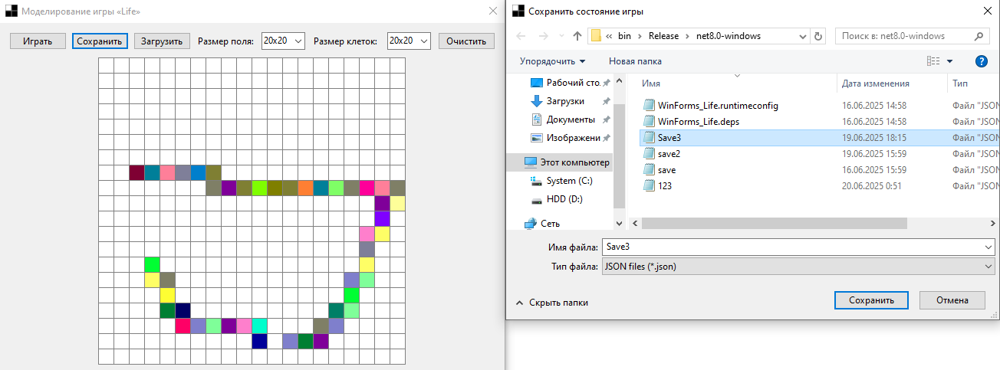 Моделирование игры «Life»
Играть Сохранить Загрузить Размер поля: 20x20 Размер клеток: 20x20 Очистить
Сохранить состояние игры
« bin › Release › net8.0-windows Поиск в: net8.0-windows
Упорядочить Новая папка
Рабочий сто.
Загрузки
Документы
Изображени
Этот компьютер
System (C:)
HDD (D:)
Сеть
Имя Дата изменения Тип
WinForms_Life.runtimeconfig 16.06.2025 14:58 Файл "JSON
WinForms_Life.deps 16.06.2025 14:58 Файл "JSON
Save3 19.06.2025 18:15 Файл "JSON
save2 19.06.2025 15:59 Файл "JSON
save 16.06.2025 15:59 Файл "JSON
123 20.06.2025 0:51 Файл "JSON
Имя файла: Save3
Тип файла: JSON files (*.json)
Скрыть папки Сохранить Отмена